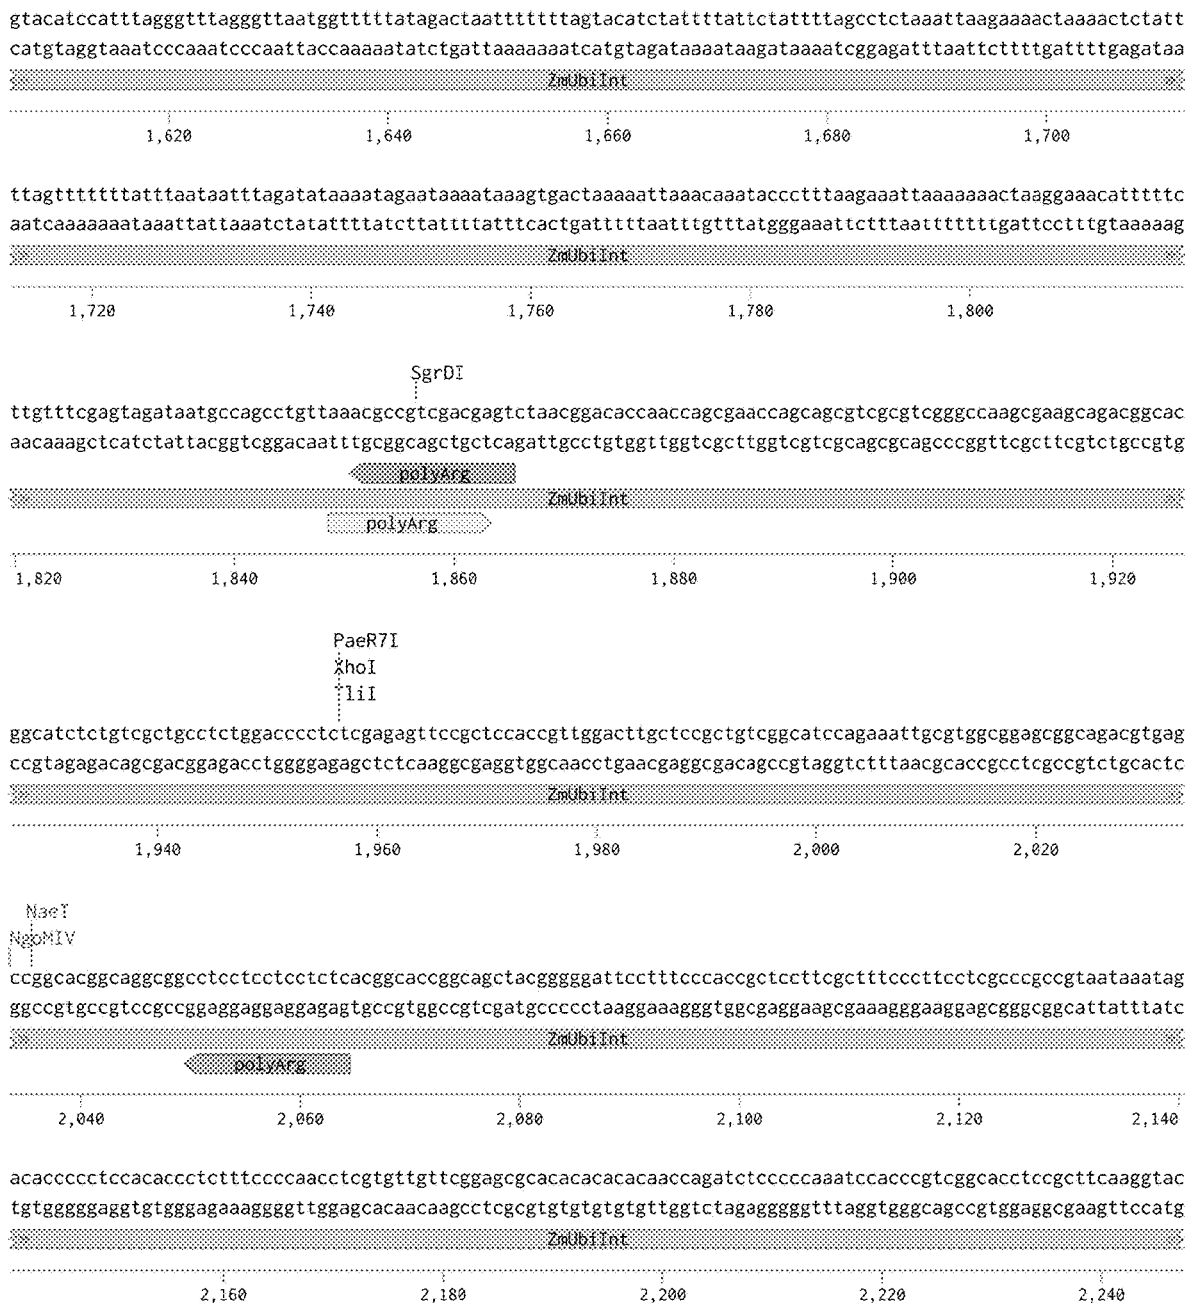 gtacatccatttagggtttagggttaatggtttttatagactaatttttttagtacatctattttattctattttagcctctaaattaagaaaactaaaactctatt
catgtaggtaaatcccaaatcccaattaccaaaaatatctgattaaaaaaatcatgtagataaaataagataaaatcggagatttaattcttttgattttgagataa
ZmUbiInt
1,620 1,640 1,660 1,680 1,700
ttagtttttttatttaataatttagatataaaatagaataaaataaagtgactaaaaattaaacaaataccctttaagaaattaaaaaaactaaggaaacatttttc
aatcaaaaaaataaattattaaatctatattttatcttattttatttcactgatttttaatttgtttatgggaaattctttaatttttttgattcctttgtaaaaag
ZmUbiInt
1,720 1,740 1,760 1,780 1,800
SgrDI
ttgtttcgagtagataatgccagcctgttaaacgccgtcgacgagtctaacggacaccaaccagcgaaccagcagcgtcgcgtcgggccaagcgaagcagacggcac
aacaaagctcatctattacggtcggacaatttgcggcagctgctcagattgcctgtggttggtcgcttggtcgtcgcagcgcagcccggttcgcttcgtctgccgtg
polyArg
ZmUbiInt
polyArg
1,820 1,840 1,860 1,880 1,900 1,920
PaeR7I
XhoI
TliI
ggcatctctgtcgctgcctctggacccctctcgagagttccgctccaccgttggacttgctccgctgtcggcatccagaaattgcgtggcggagcggcagacgtgag
ccgtagagacagcgacggagacctggggagagctctcaaggcgaggtggcaacctgaacgaggcgacagccgtaggtctttaacgcaccgcctcgccgtctgcactc
ZmUbiInt
1,940 1,960 1,980 2,000 2,020
NaeI
NgoMIV
ccggcacggcaggcggcctcctcctcctctcacggcaccggcagctacgggggattcctttcccaccgctccttcgctttcccttcctcgcccgccgtaataaatag
ggccgtgccgtccgccggaggaggaggagagtgccgtggccgtcgatgccccctaaggaaagggtggcgaggaagcgaaagggaaggagcgggcggcattatttatc
ZmUbiInt
polyArg
2,040 2,060 2,080 2,100 2,120 2,140
acaccccctccacaccctctttccccaacctcgtgttgttcggagcgcacacacacacaaccagatctcccccaaatccacccgtcggcacctccgcttcaaggtac
tgtgggggaggtgtgggagaaaggggttggagcacaacaagcctcgcgtgtgtgtgtgttggtctagagggggtttaggtgggcagccgtggaggcgaagttccatg
ZmUbiInt
2,160 2,180 2,200 2,220 2,240